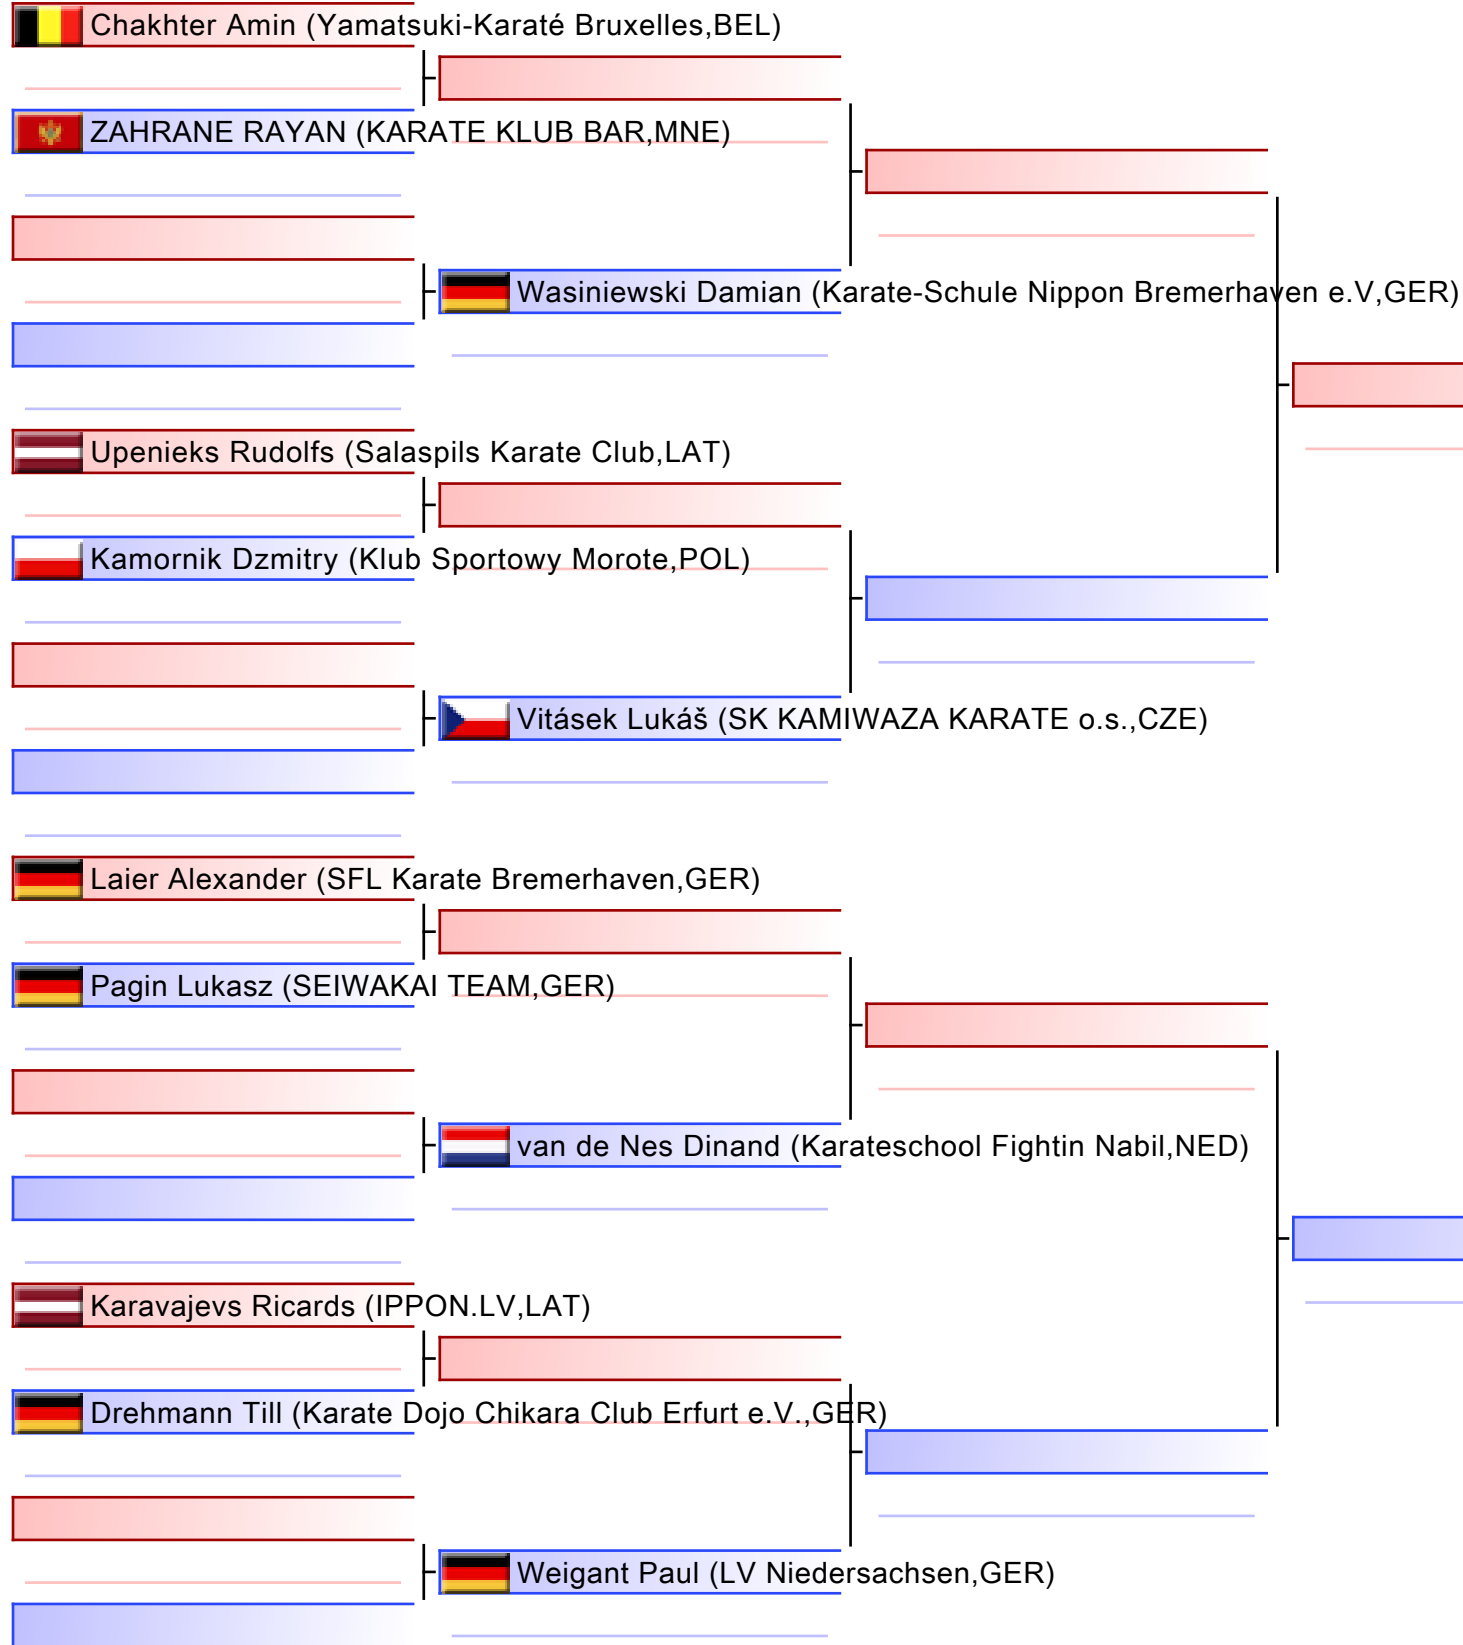 Chakhter Amin (Yamatsuki-Karaté Bruxelles,BEL)
ZAHRANE RAYAN (KARATE KLUB BAR,MNE)
Wasiniewski Damian (Karate-Schule Nippon Bremerhaven e.V,GER)
Upenieks Rudolfs (Salaspils Karate Club,LAT)
Kamornik Dzmitry (Klub Sportowy Morote,POL)
Vitásek Lukáš (SK KAMIWAZA KARATE o.s.,CZE)
Laier Alexander (SFL Karate Bremerhaven,GER)
Pagin Lukasz (SEIWAKAI TEAM,GER)
van de Nes Dinand (Karateschool Fightin Nabil,NED)
Karavajevs Ricards (IPPON.LV,LAT)
Drehmann Till (Karate Dojo Chikara Club Erfurt e.V.,GER)
Weigant Paul (LV Niedersachsen,GER)